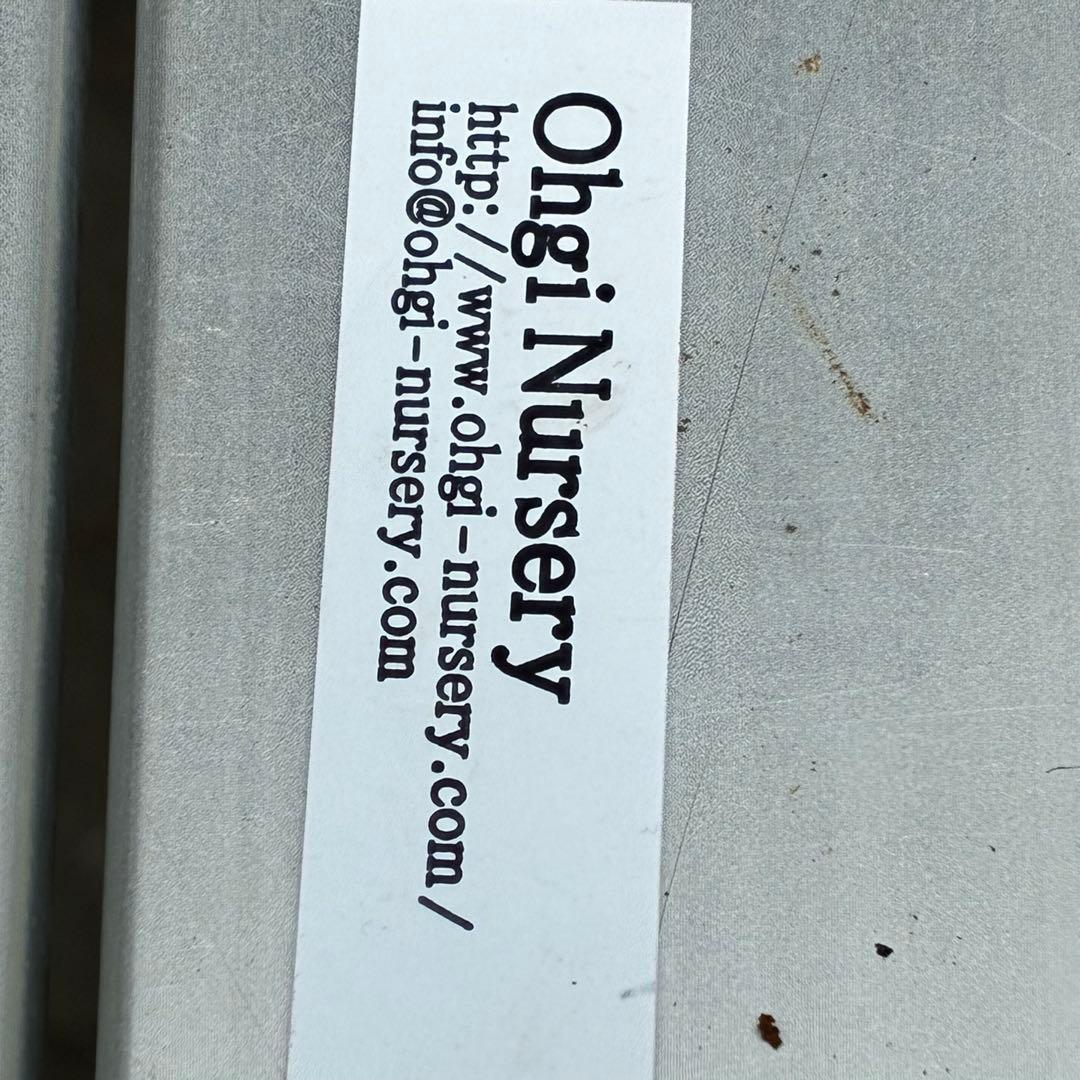 Ohgi Nursery
http://www.ohgi-nursery.com/
info@ohgi-nursery.com